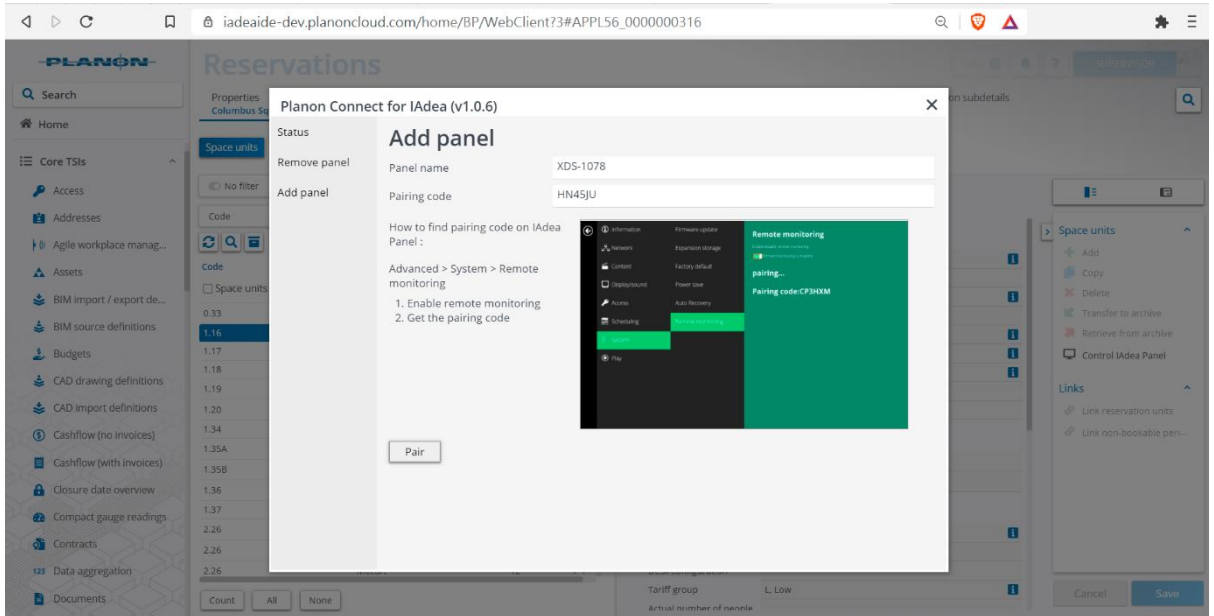 iadeaide-dev.planoncloud.com/home/BP/WebClient?3#APPL56_0000000316
PLANON
Reservations
SUPERVISOR
Search
Home
Core TSIs
Access
Addresses
Agile workplace manag...
Assets
BIM import / export de...
BIM source definitions
Budgets
CAD drawing definitions
CAD import definitions
Cashflow (no invoices)
Cashflow (with invoices)
Closure date overview
Compact gauge readings
Contracts
Data aggregation
Documents
Properties
Columbus Sq
on subdetails
Space units
No filter
Code
Code
Space units
0.33
1.16
1.17
1.18
1.19
1.20
1.34
1.35A
1.35B
1.36
1.37
2.26
2.26
2.26
Count
All
None
Planon Connect for IAdea (v1.0.6)
Status
Remove panel
Add panel
Add panel
Panel name
XDS-1078
Pairing code
HN45JU
How to find pairing code on IAdea
Panel :
Advanced > System > Remote
monitoring
1. Enable remote monitoring
2. Get the pairing code
Information
Network
Content
Display/sound
Access
Scheduling
System
Play
Firmware update
Expansion storage
Factory default
Power save
Auto Recovery
Remote monitoring
Remote monitoring
pairing...
Pairing code:CP3HXM
Pair
Tariff group
L, Low
Actual number of people
Space units
Add
Copy
Delete
Transfer to archive
Retrieve from archive
Control IAdea Panel
Links
Link reservation units
Link non-bookable peri...
Cancel
Save